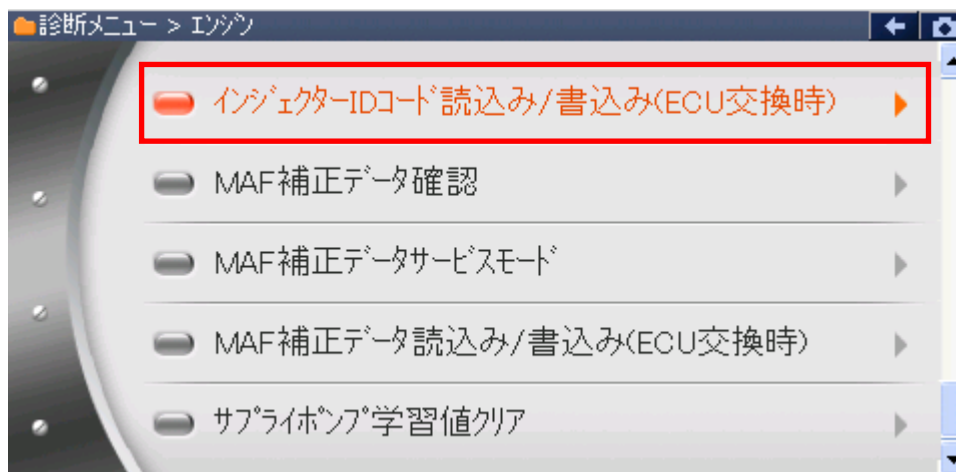 診断メニュー > エンジン
インジェクターIDコード読込み/書込み(ECU交換時)
MAF補正データ確認
MAF補正データサービスモード
MAF補正データ読込み/書込み(ECU交換時)
サプライポンプ学習値クリア